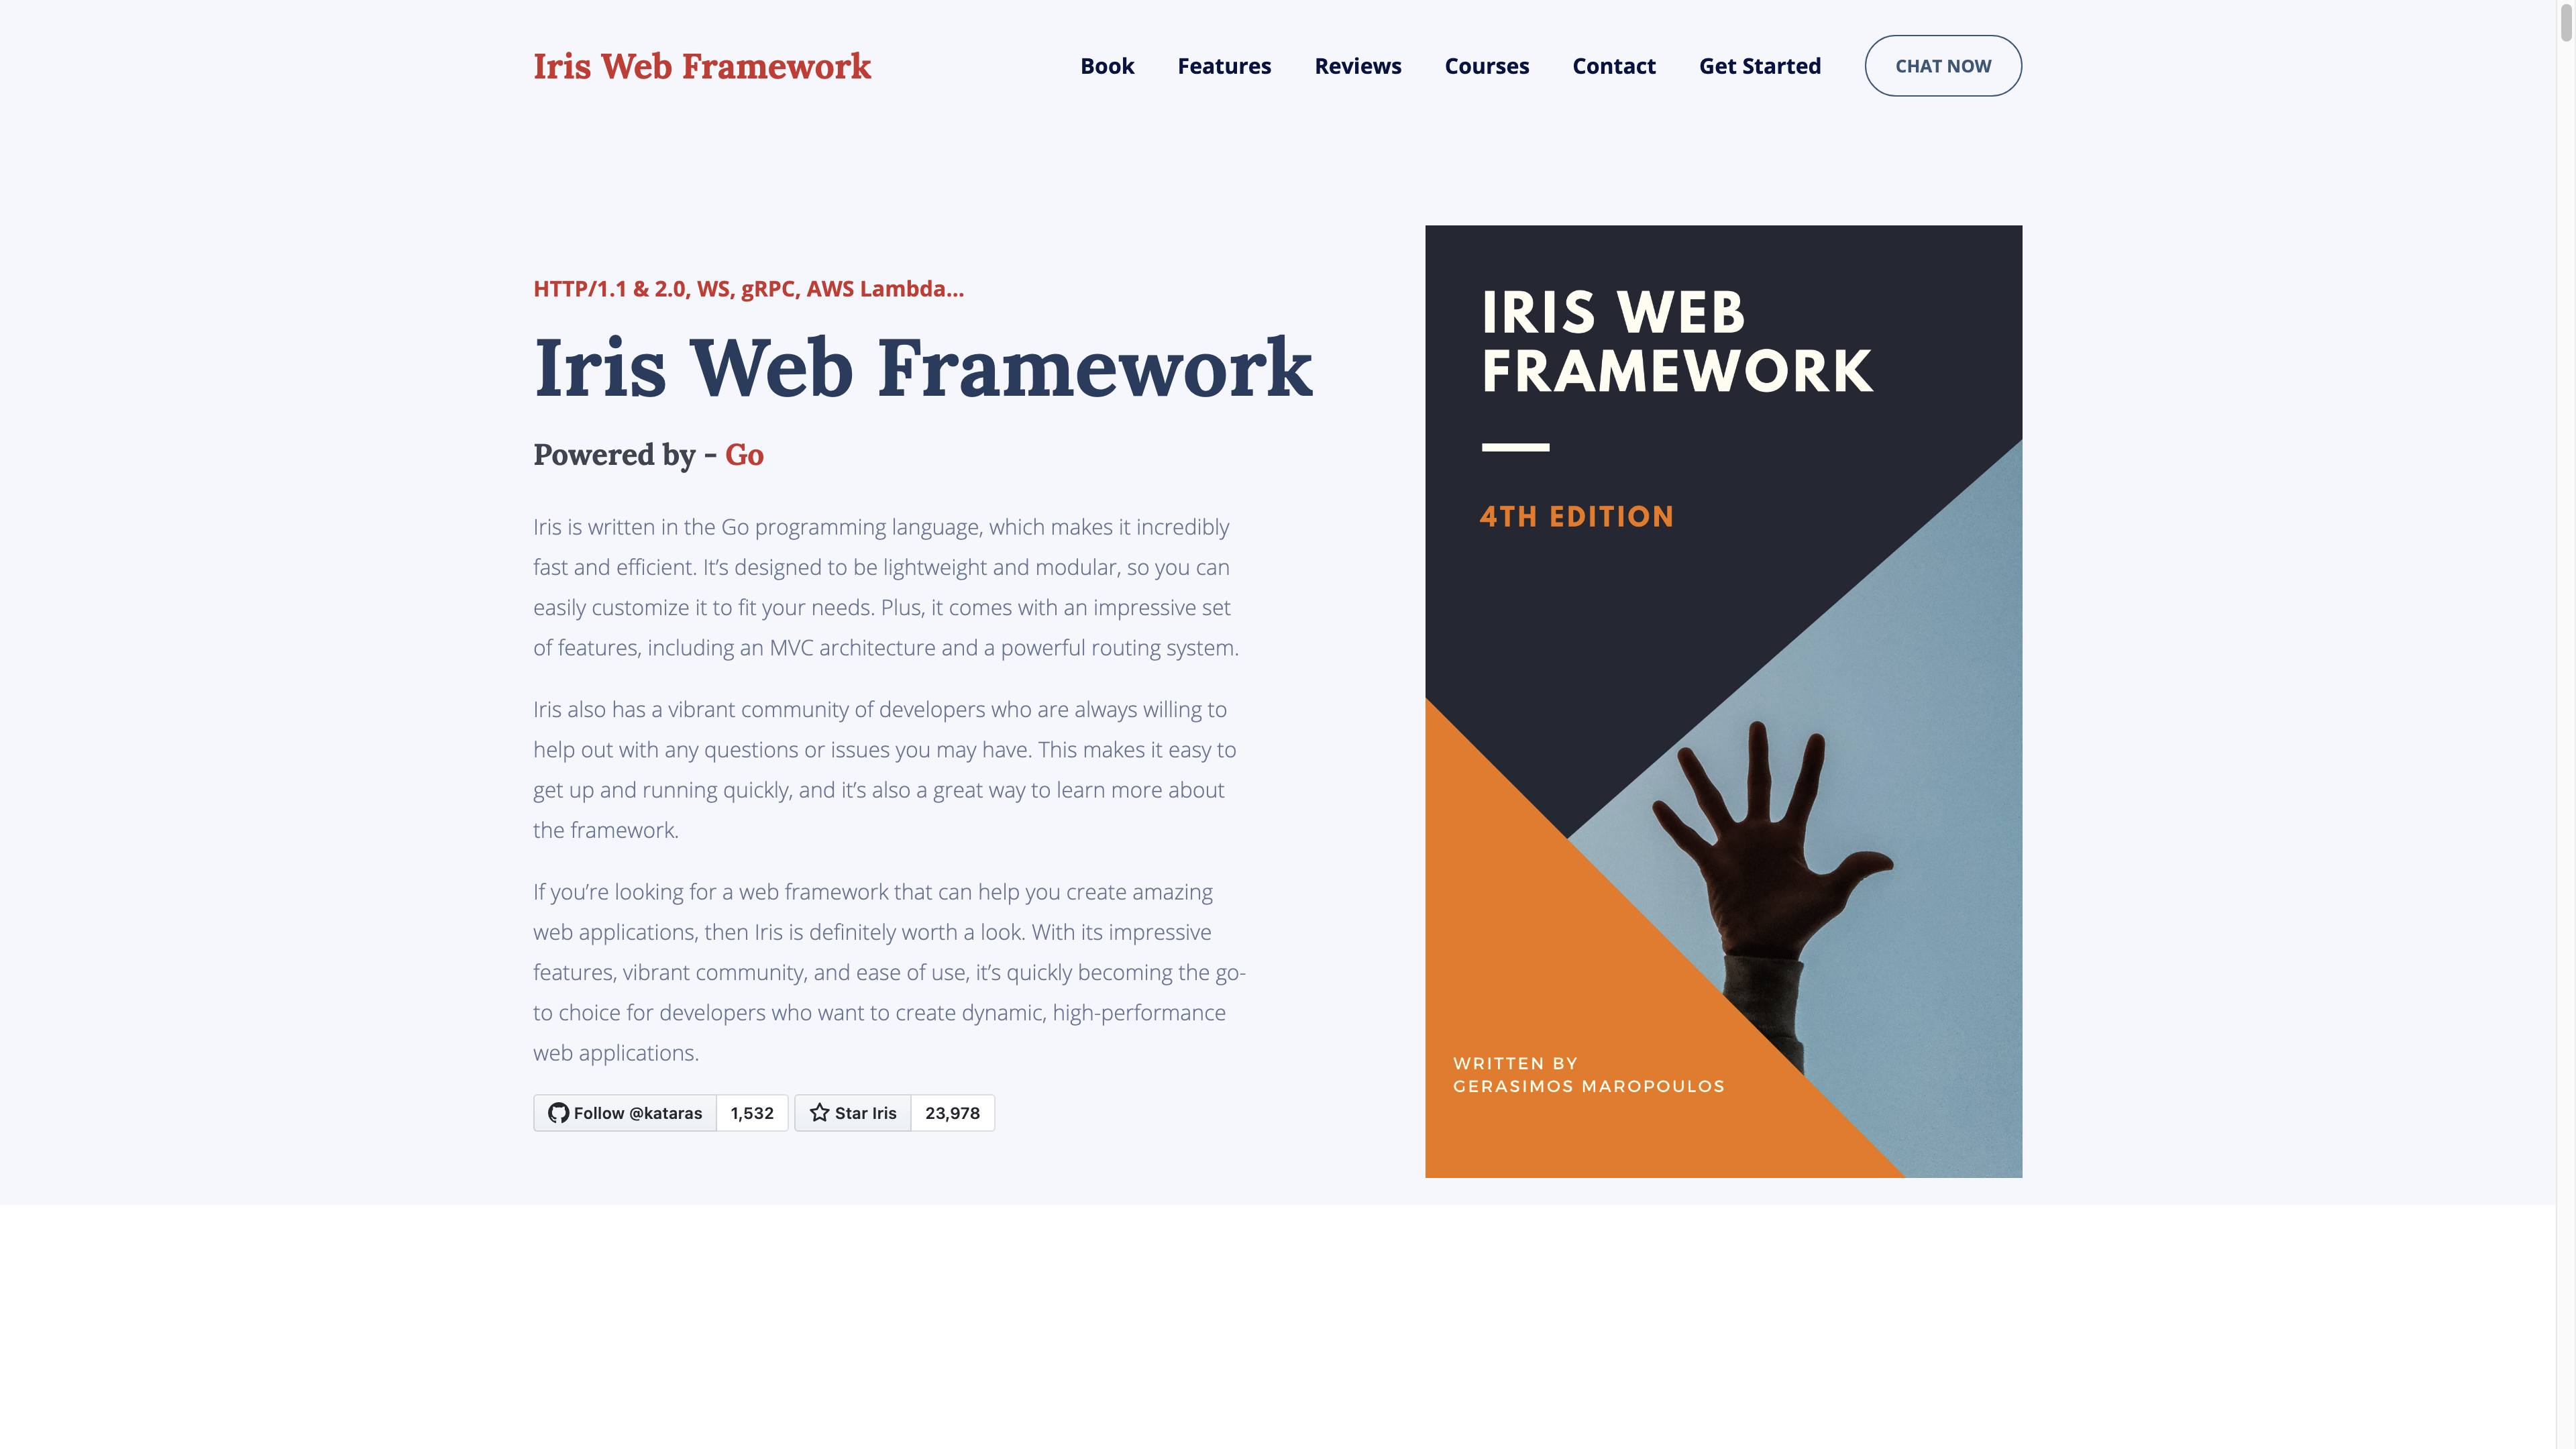 Iris Web Framework
Book Features Reviews Courses Contact Get Started CHAT NOW
HTTP/1.1 & 2.0, WS, gRPC, AWS Lambda...
Iris Web Framework
Powered by - Go
Iris is written in the Go programming language, which makes it incredibly
fast and efficient. It’s designed to be lightweight and modular, so you can
easily customize it to fit your needs. Plus, it comes with an impressive set
of features, including an MVC architecture and a powerful routing system.
Iris also has a vibrant community of developers who are always willing to
help out with any questions or issues you may have. This makes it easy to
get up and running quickly, and it’s also a great way to learn more about
the framework.
If you’re looking for a web framework that can help you create amazing
web applications, then Iris is definitely worth a look. With its impressive
features, vibrant community, and ease of use, it’s quickly becoming the go-
to choice for developers who want to create dynamic, high-performance
web applications.
Follow @kataras 1,532 Star Iris 23,978
IRIS WEB
FRAMEWORK
4TH EDITION
WRITTEN BY
GERASIMOS MAROPOULOS